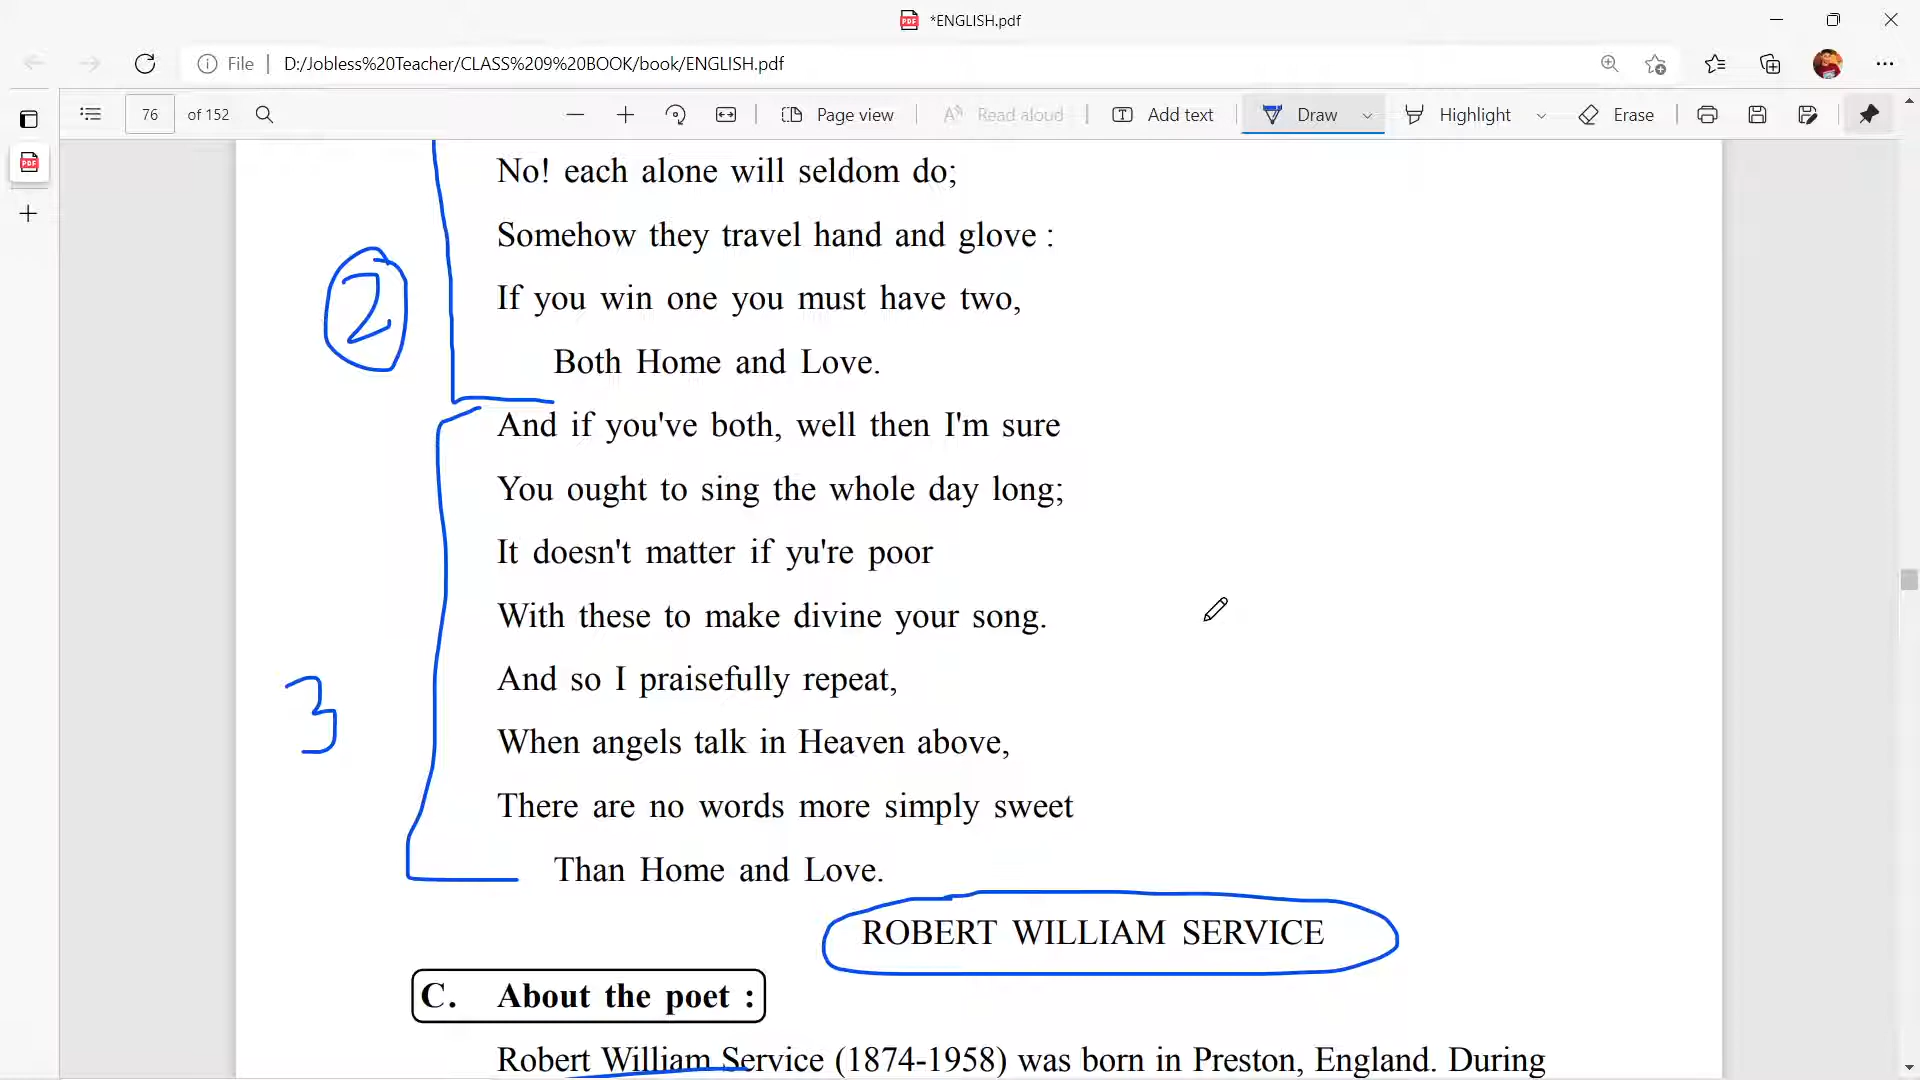 *ENGLISH.pdf
File D:/Jobless%20Teacher/CLASS%209%20BOOK/book/ENGLISH.pdf
76 of 152 Page view Read aloud Add text Draw Highlight Erase
No! each alone will seldom do;
Somehow they travel hand and glove :
2
If you win one you must have two,
Both Home and Love.
And if you've both, well then I'm sure
You ought to sing the whole day long;
It doesn't matter if yu're poor
With these to make divine your song.
And so I praisefully repeat,
3
When angels talk in Heaven above,
There are no words more simply sweet
Than Home and Love.
ROBERT WILLIAM SERVICE
C. About the poet :
Robert William Service (1874-1958) was born in Preston, England. During